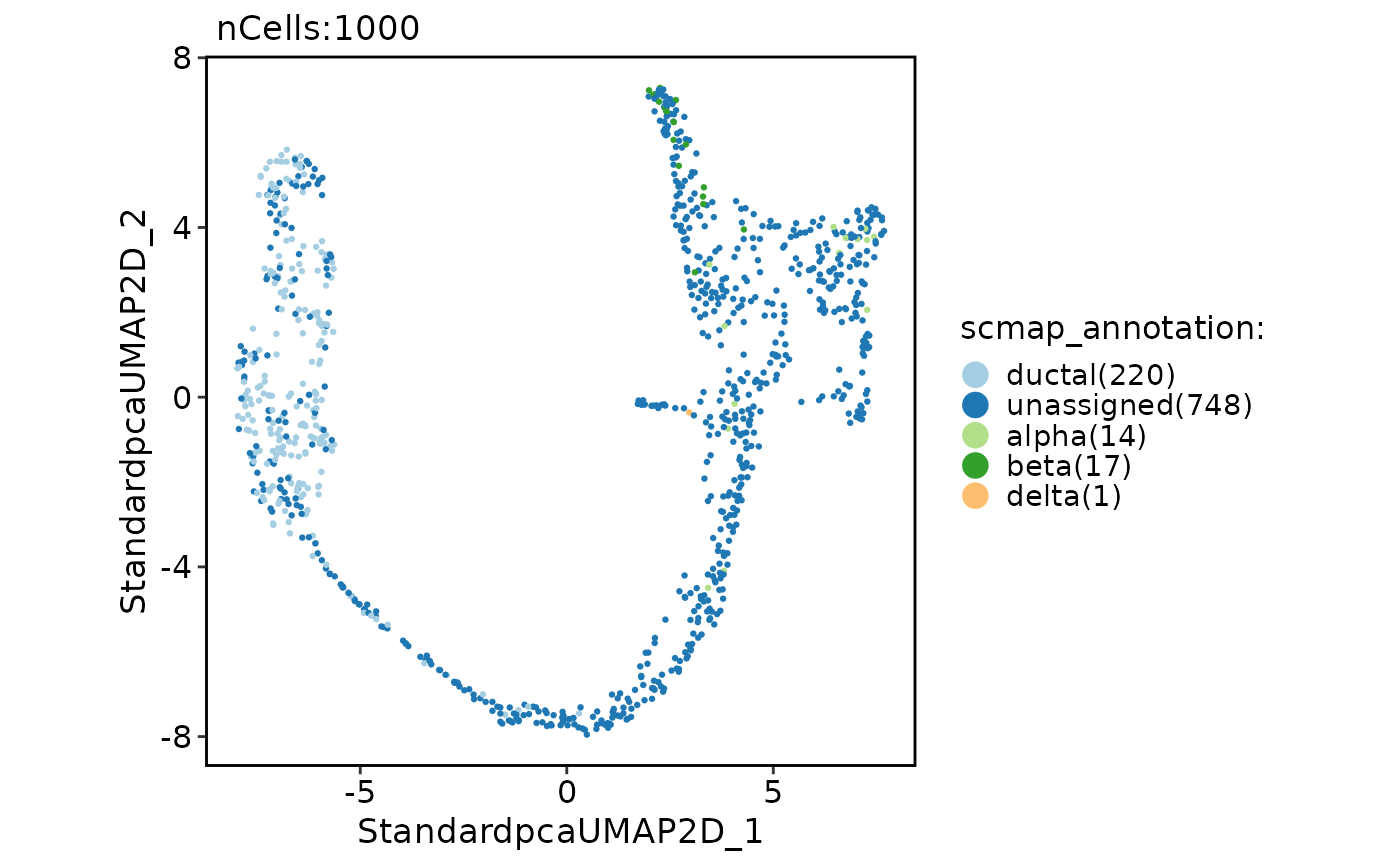 nCells:1000
8
4
0
-4
-8
StandardpcaUMAP2D_2
-5
0
5
StandardpcaUMAP2D_1
scmap_annotation:
ductal(220)
unassigned(748)
alpha(14)
beta(17)
delta(1)